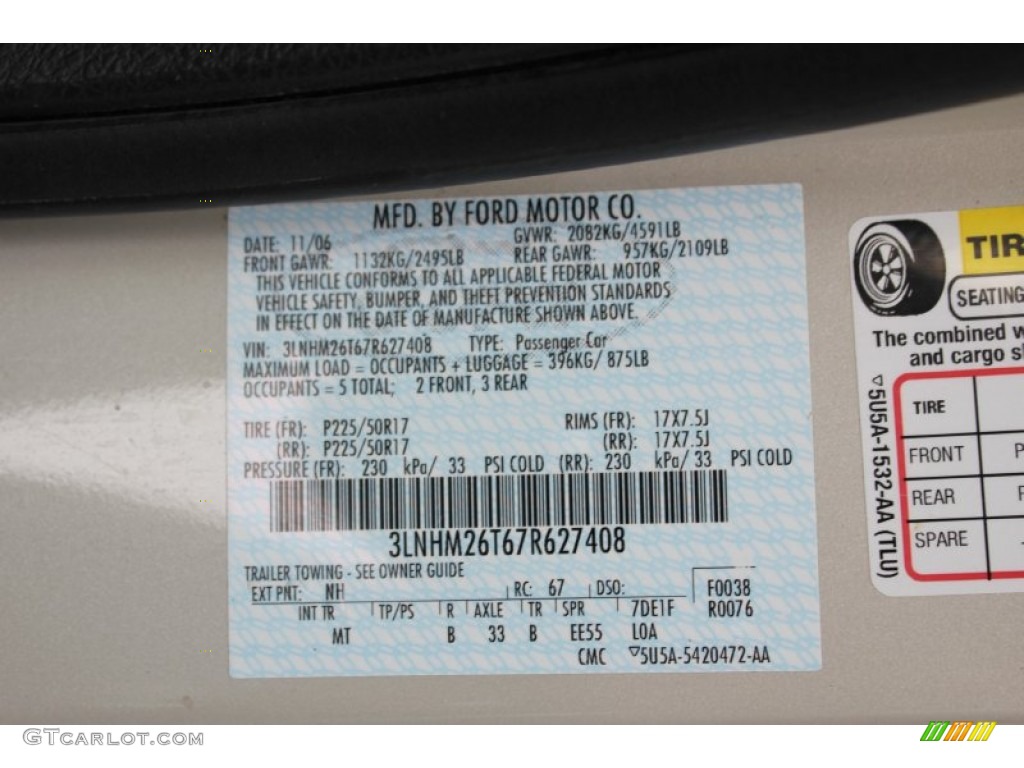 MFD. BY FORD MOTOR CO.
DATE: 11/06 GVWR: 2082KG/4591LB
FRONT GAWR: 1132KG/2495LB REAR GAWR: 957KG/2109LB
THIS VEHICLE CONFORMS TO ALL APPLICABLE FEDERAL MOTOR
VEHICLE SAFETY, BUMPER, AND THEFT PREVENTION STANDARDS
IN EFFECT ON THE DATE OF MANUFACTURE SHOWN ABOVE.
VIN: 3LNHM26T67R627408 TYPE: Passenger Car
MAXIMUM LOAD = OCCUPANTS + LUGGAGE = 396KG/ 875LB
OCCUPANTS = 5 TOTAL; 2 FRONT, 3 REAR
TIRE (FR): P225/50R17 RIMS (FR): 17X7.5J
(RR): P225/50R17 (RR): 17X7.5J
PRESSURE (FR): 230 kPa/ 33 PSI COLD (RR): 230 kPa/ 33 PSI COLD
3LNHM26T67R627408
TRAILER TOWING - SEE OWNER GUIDE
EXT PNT: NH RC: 67 DSO: F0038
INT TR TP/PS R AXLE TR SPR 7DE1F R0076
MT B 33 B EE55 LOA
CMC ▽5U5A-5420472-AA
TIR
SEATING
The combined w
and cargo s
▽5U5A-1532-AA (TLU)
TIRE
FRONT P
REAR
SPARE
GTCARLOT.COM